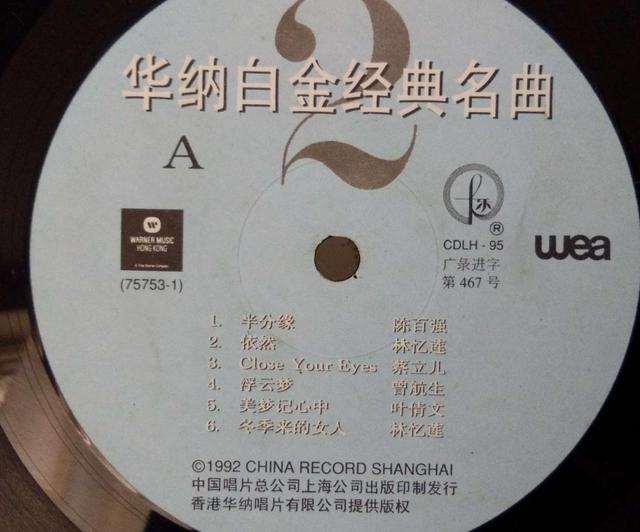 2
华纳白金经典名曲
A
WARNER MUSIC
HONG KONG
(75753-1)
®
CDLH - 95
广录进字
第 467 号
wea
1. 半分缘 陈百强
2. 依然 林忆莲
3. Close Your Eyes 蔡立儿
4. 浮云梦 曾航生
5. 美梦记心中 叶倩文
6. 冬季来的女人 林忆莲
©1992 CHINA RECORD SHANGHAI
中国唱片总公司上海公司出版印制发行
香港华纳唱片有限公司提供版权